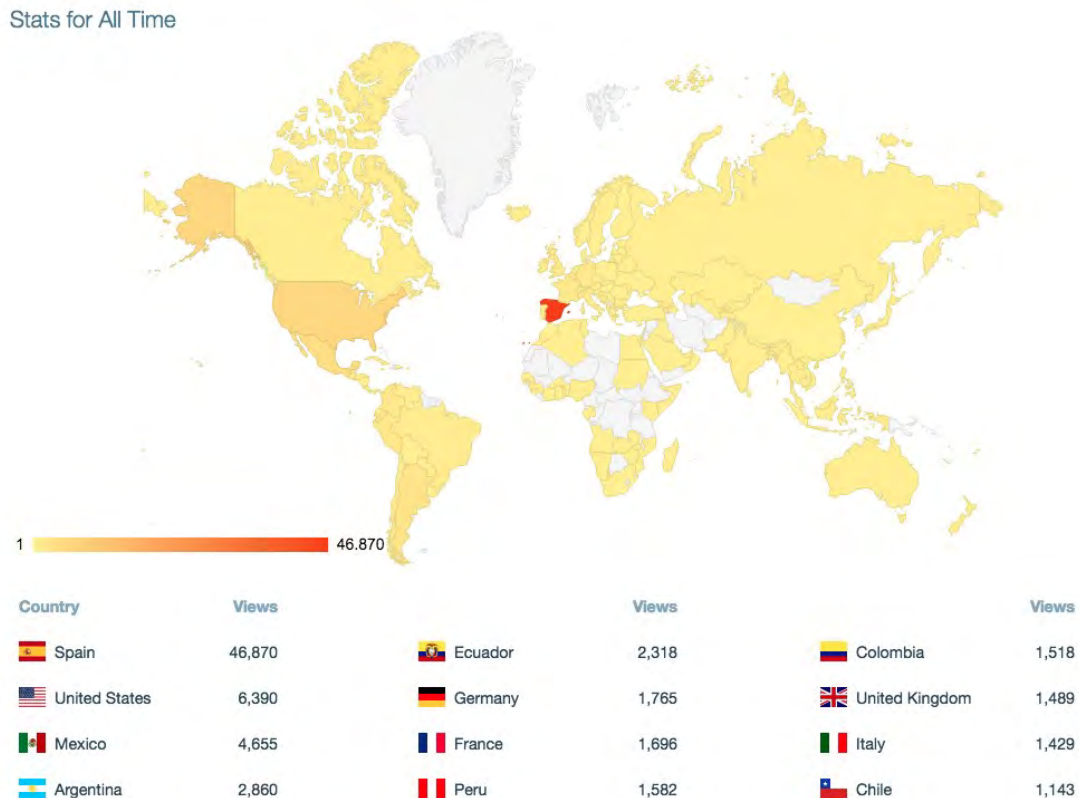 Stats for All Time
1 46.870
Country Views Views Views
Spain 46,870 Ecuador 2,318 Colombia 1,518
United States 6,390 Germany 1,765 United Kingdom 1,489
Mexico 4,655 France 1,696 Italy 1,429
Argentina 2,860 Peru 1,582 Chile 1,143